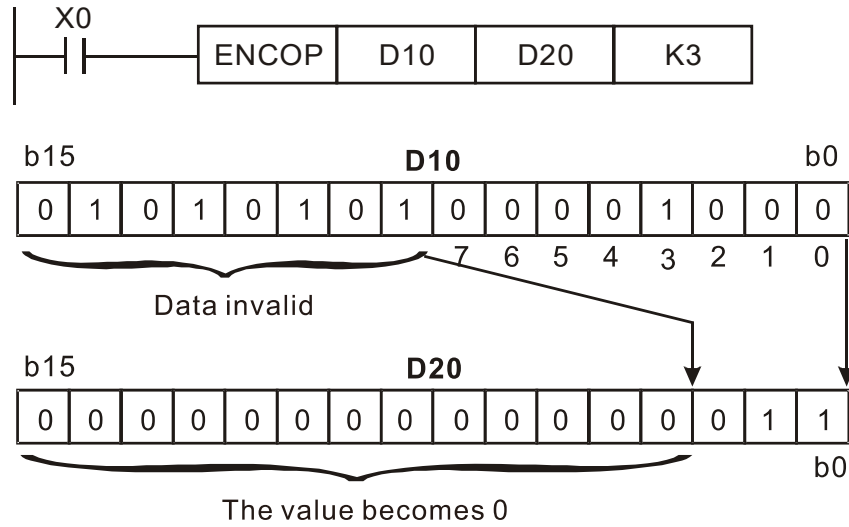 X0
ENCOP D10 D20 K3
b15 D10 b0
0 1 0 1 0 1 0 1 0 0 0 0 1 0 0 0
7 6 5 4 3 2 1 0
Data invalid
b15 D20
0 0 0 0 0 0 0 0 0 0 0 0 0 0 1 1
b0
The value becomes 0